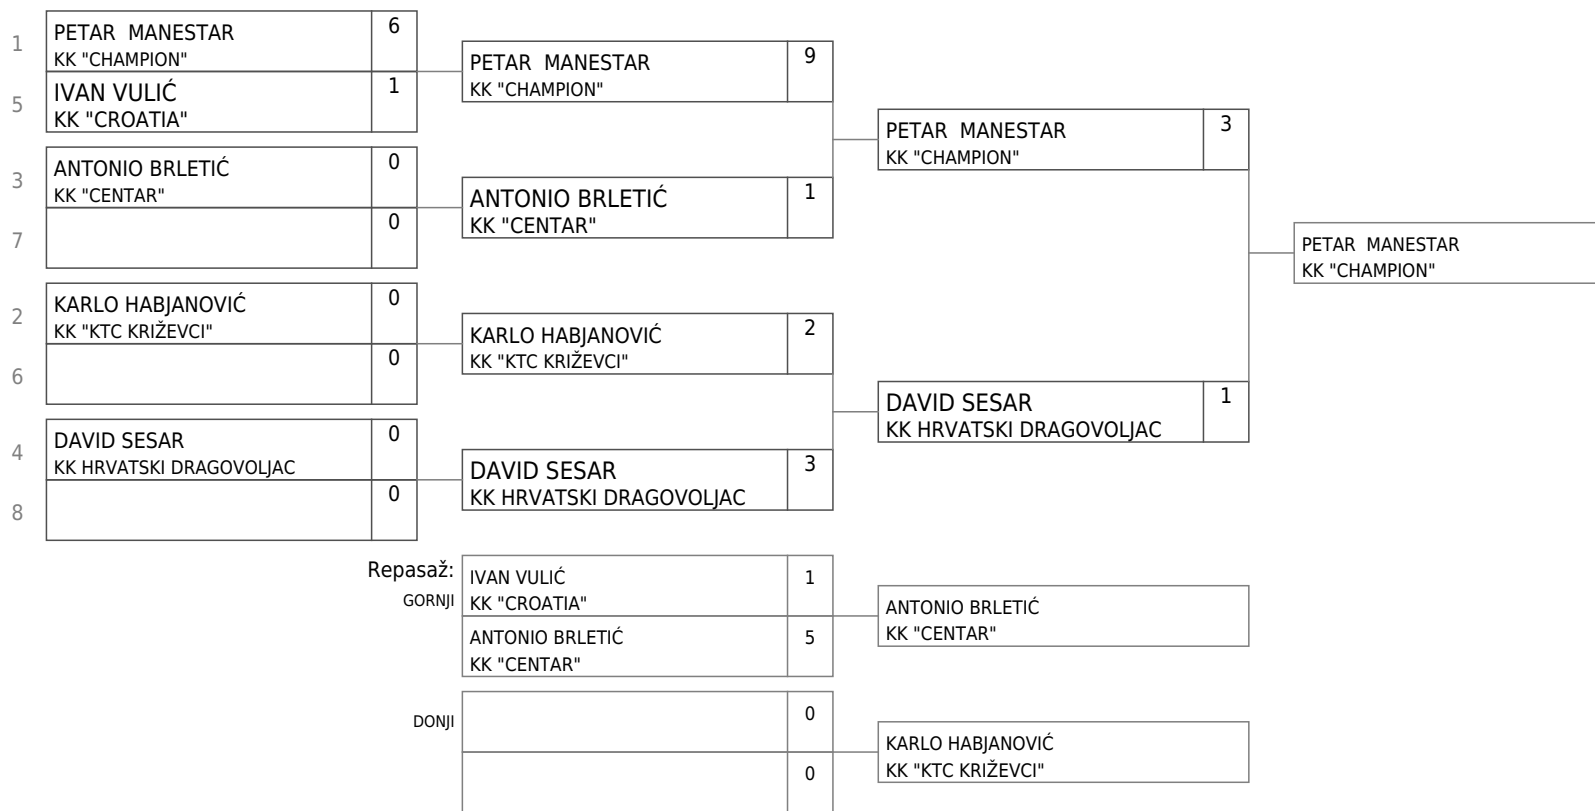 1
PETAR  MANESTAR
KK "CHAMPION"
6
5
IVAN VULIĆ
KK "CROATIA"
1
3
ANTONIO BRLETIĆ
KK "CENTAR"
0
7
0
2
KARLO HABJANOVIĆ
KK "KTC KRIŽEVCI"
0
6
0
4
DAVID SESAR
KK HRVATSKI DRAGOVOLJAC
0
8
0
PETAR  MANESTAR
KK "CHAMPION"
9
ANTONIO BRLETIĆ
KK "CENTAR"
1
KARLO HABJANOVIĆ
KK "KTC KRIŽEVCI"
2
DAVID SESAR
KK HRVATSKI DRAGOVOLJAC
3
PETAR  MANESTAR
KK "CHAMPION"
3
DAVID SESAR
KK HRVATSKI DRAGOVOLJAC
1
PETAR  MANESTAR
KK "CHAMPION"
Repasaž:
GORNJI
IVAN VULIĆ
KK "CROATIA"
1
ANTONIO BRLETIĆ
KK "CENTAR"
5
ANTONIO BRLETIĆ
KK "CENTAR"
DONJI
0
0
KARLO HABJANOVIĆ
KK "KTC KRIŽEVCI"